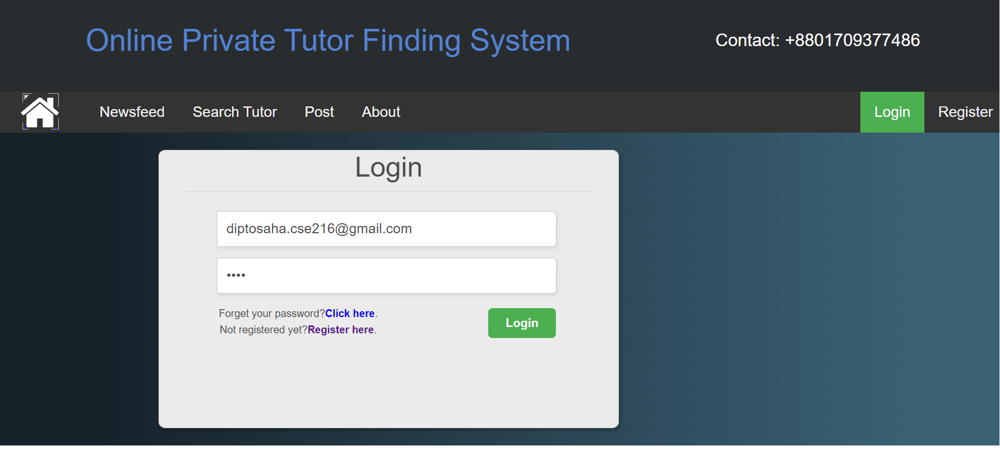 Online Private Tutor Finding System
Contact: +8801709377486
Newsfeed Search Tutor Post About Login Register
Login
diptosaha.cse216@gmail.com
••••
Forget your password?Click here.
Not registered yet?Register here.
Login